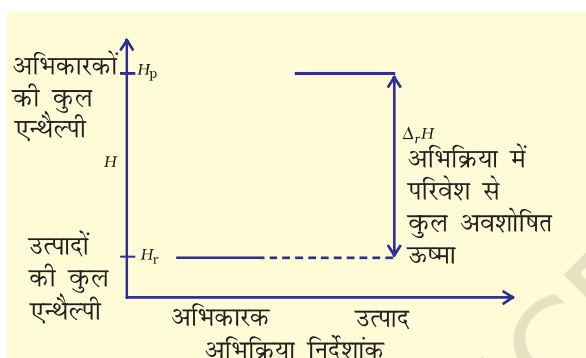 अभिकारकों
की कुल
एन्थैल्पी
Hp
H
ΔrH
अभिक्रिया में
परिवेश से
कुल अवशोषित
ऊष्मा
उत्पादों
की कुल
एन्थैल्पी
Hr
अभिकारक
उत्पाद
अभिक्रिया निर्देशांक